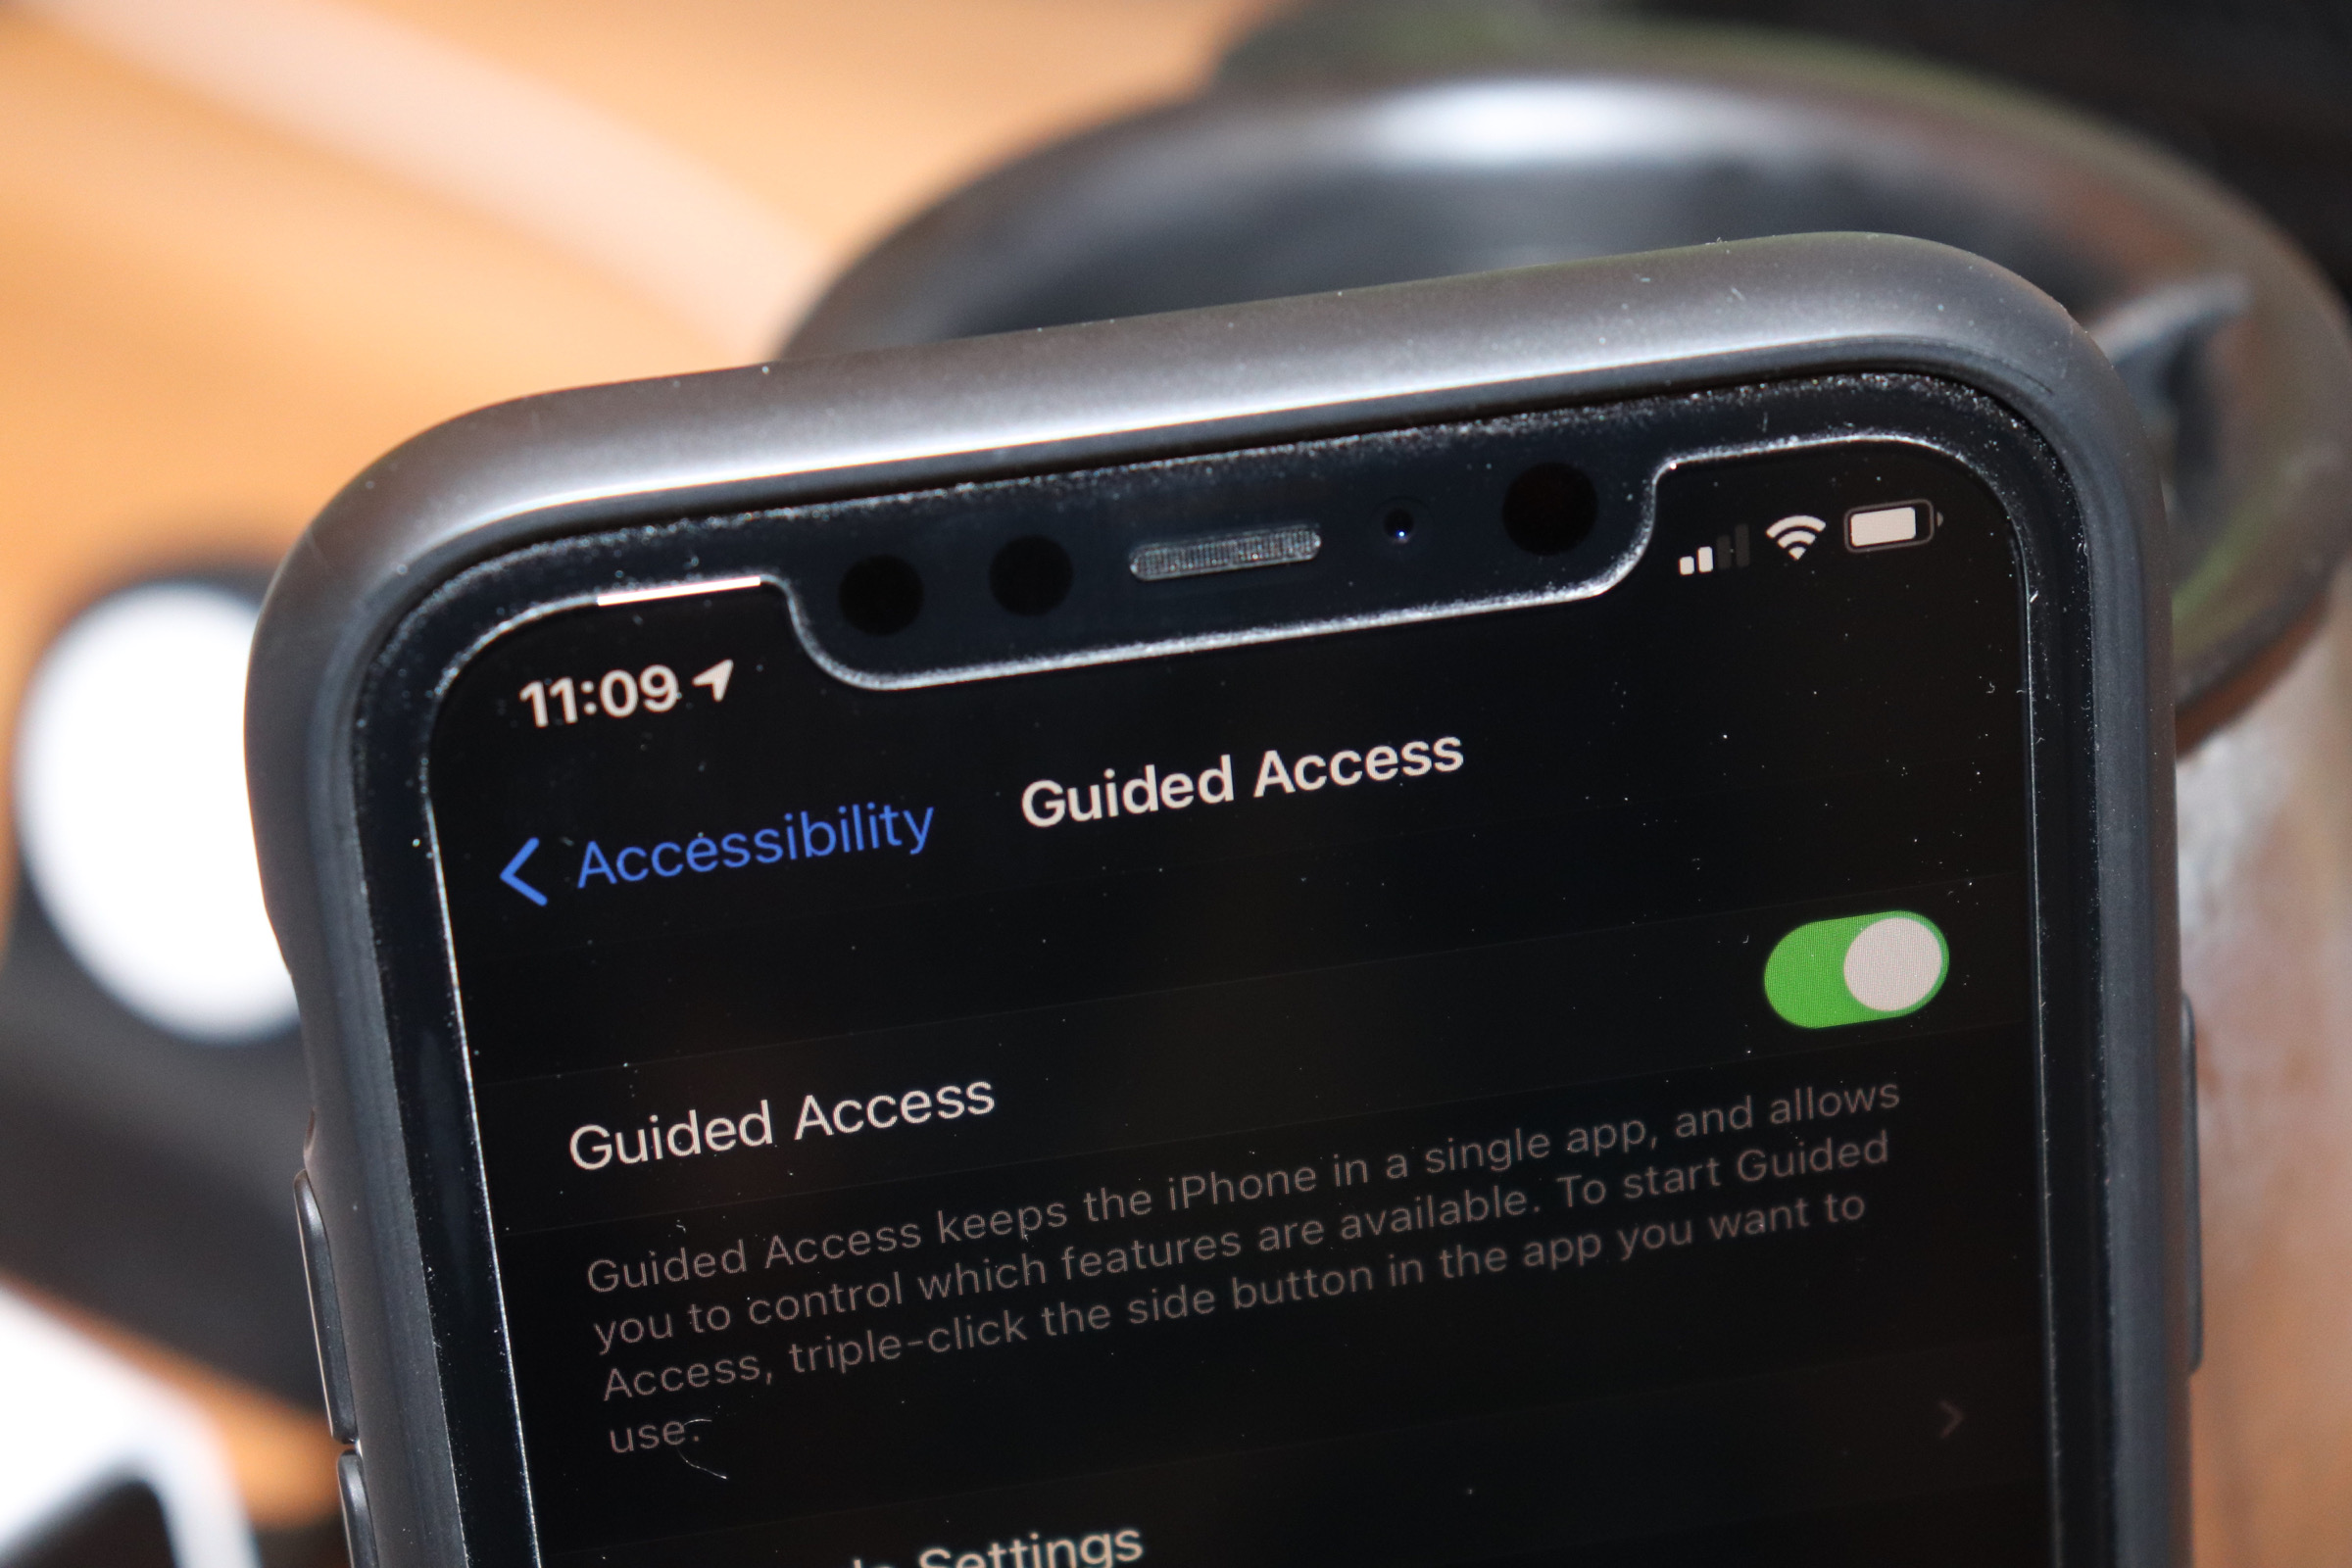 11:09
Accessibility
Guided Access
Guided Access
Guided Access keeps the iPhone in a single app, and allows
you to control which features are available. To start Guided
Access, triple-click the side button in the app you want to
use.
Settings